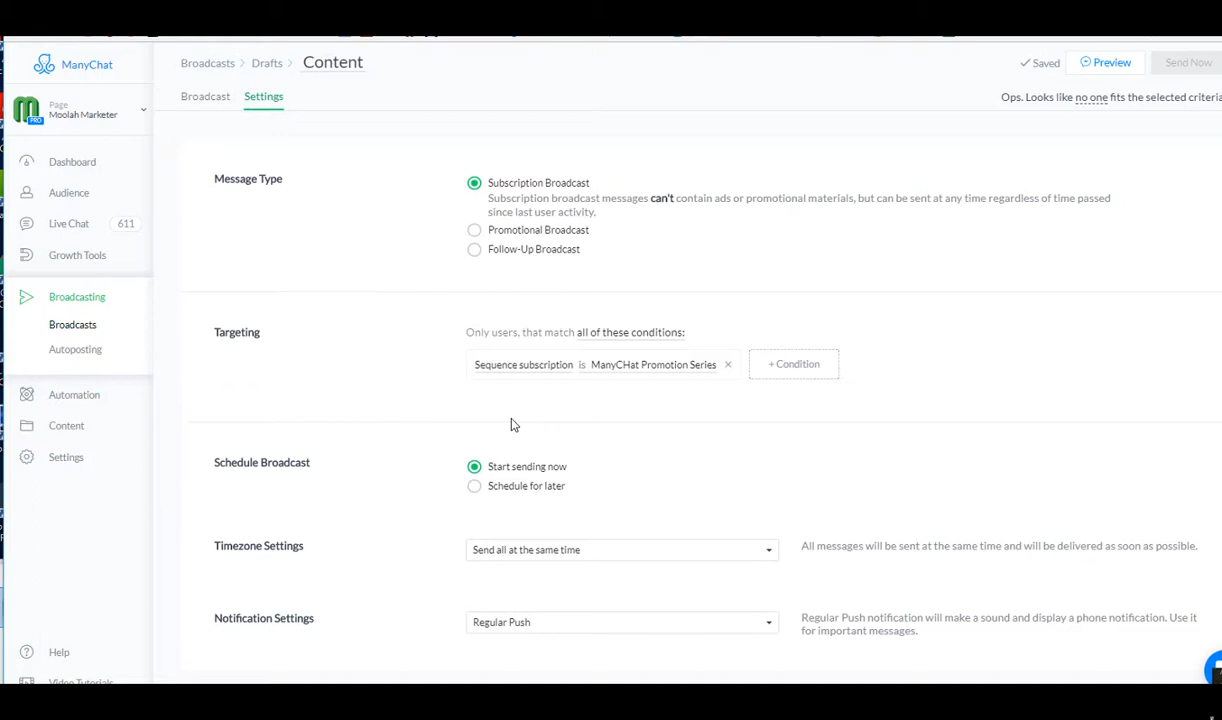 ManyChat
Broadcasts > Drafts > Content
Saved
Preview
Send Now
Page
Moolah Marketer
PRO
Broadcast
Settings
Ops. Looks like no one fits the selected criteria
Dashboard
Audience
Live Chat 611
Growth Tools
Broadcasting
Broadcasts
Autoposting
Automation
Content
Settings
Help
Video Tutorials
Message Type
Subscription Broadcast
Subscription broadcast messages can't contain ads or promotional materials, but can be sent at any time regardless of time passed
since last user activity.
Promotional Broadcast
Follow-Up Broadcast
Targeting
Only users, that match all of these conditions:
Sequence subscription is ManyCHat Promotion Series ×
+ Condition
Schedule Broadcast
Start sending now
Schedule for later
Timezone Settings
Send all at the same time
All messages will be sent at the same time and will be delivered as soon as possible.
Notification Settings
Regular Push
Regular Push notification will make a sound and display a phone notification. Use it
for important messages.